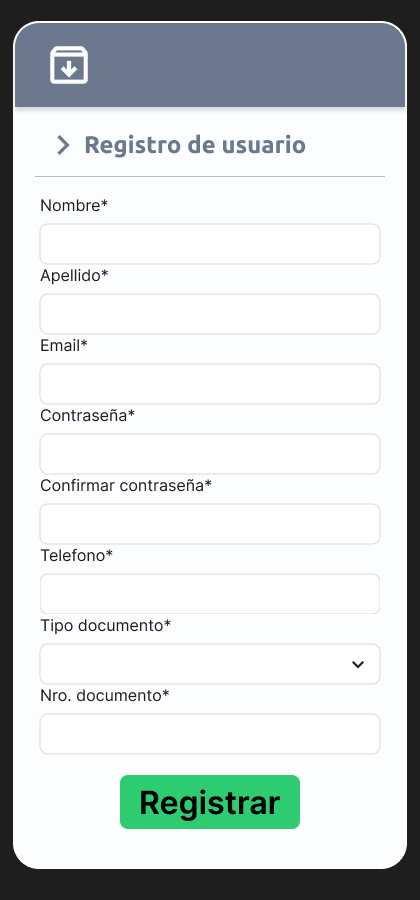 Registro de usuario
Nombre*
Apellido*
Email*
Contraseña*
Confirmar contraseña*
Telefono*
Tipo documento*
Nro. documento*
Registrar